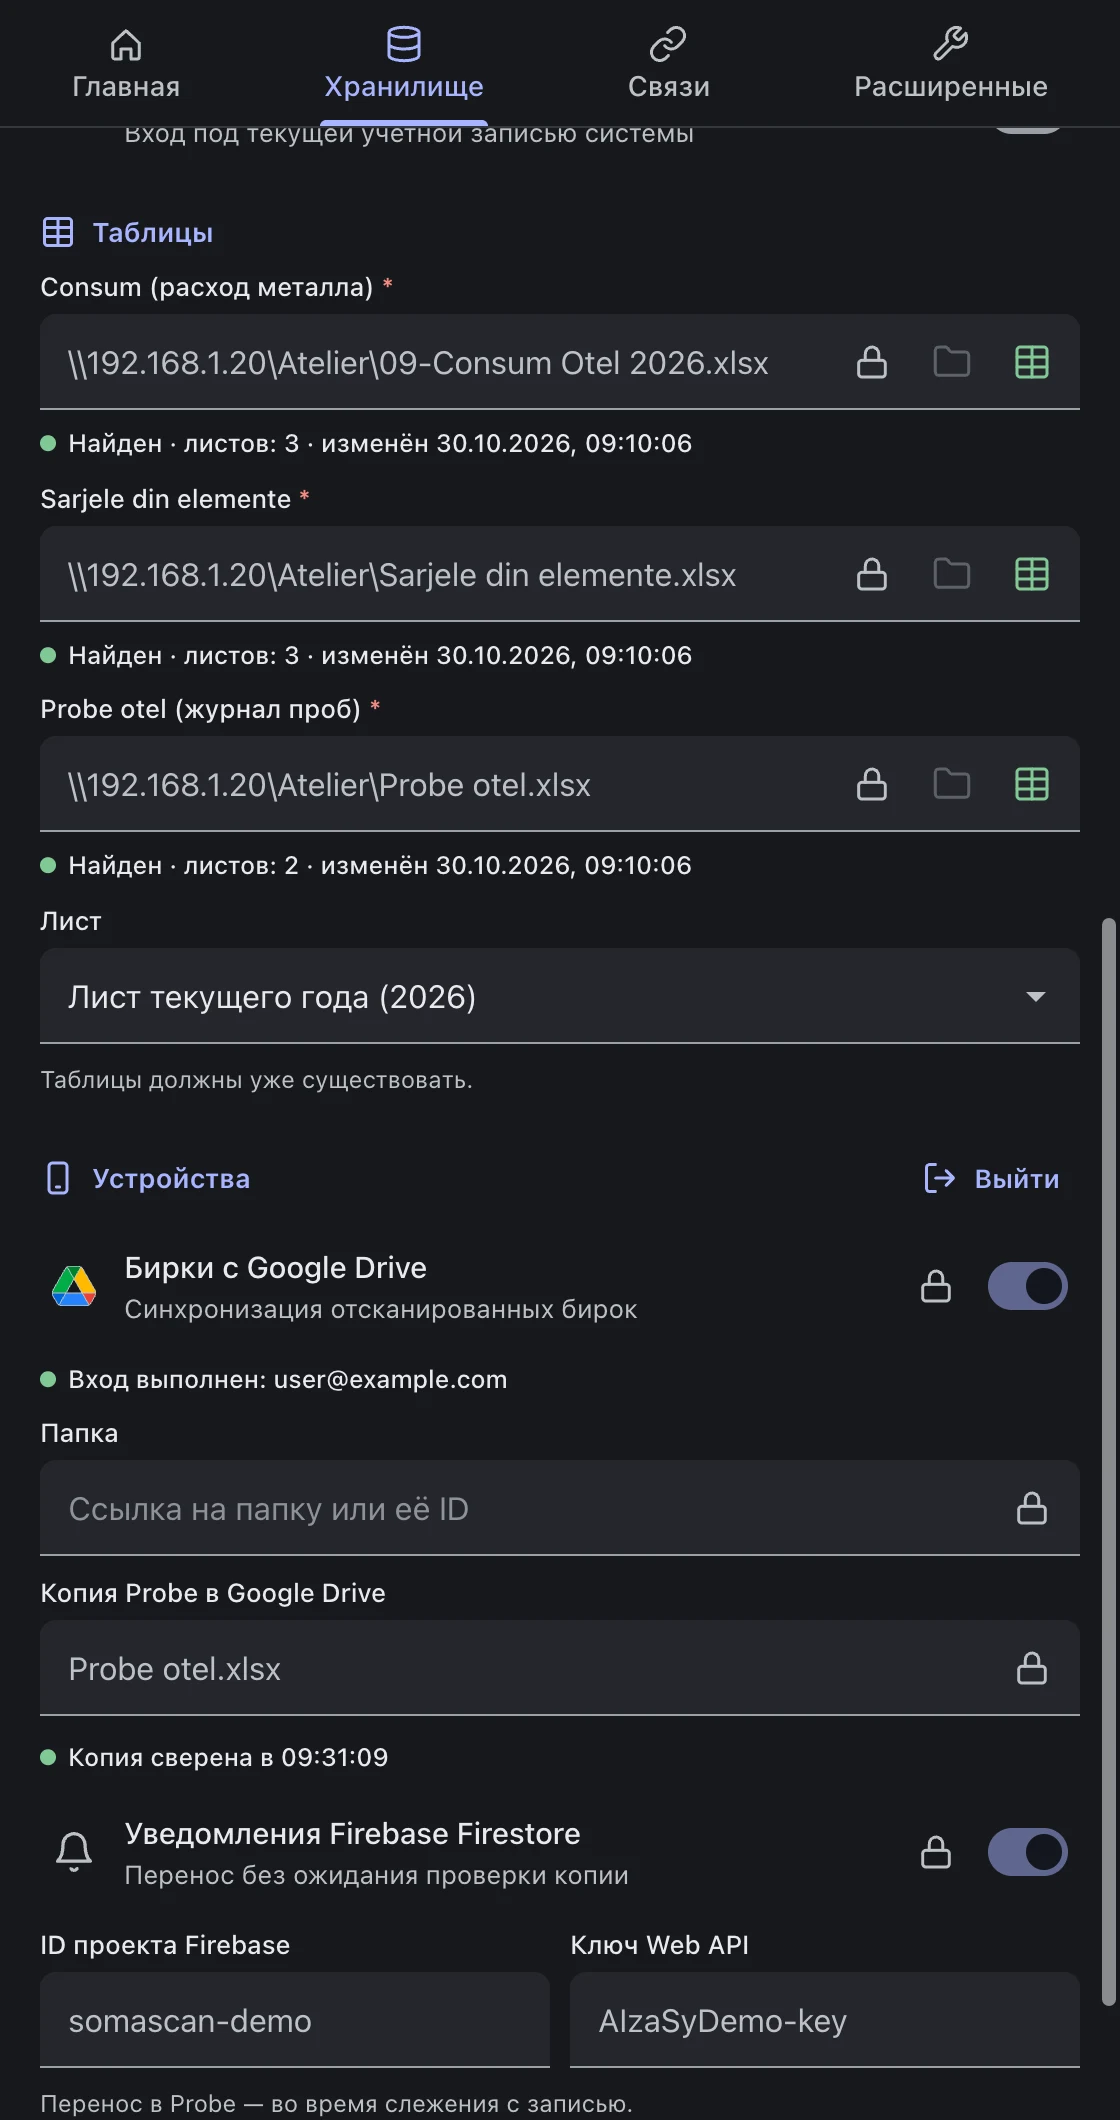 Главная
Хранилище
Связи
Расширенные
Вход под текущей учетной записью системы
Таблицы
Consum (расход металла) *
\\192.168.1.20\Atelier\09-Consum Otel 2026.xlsx
Найден · листов: 3 · изменён 30.10.2026, 09:10:06
Sarjele din elemente *
\\192.168.1.20\Atelier\Sarjele din elemente.xlsx
Найден · листов: 3 · изменён 30.10.2026, 09:10:06
Probe otel (журнал проб) *
\\192.168.1.20\Atelier\Probe otel.xlsx
Найден · листов: 2 · изменён 30.10.2026, 09:10:06
Лист
Лист текущего года (2026)
Таблицы должны уже существовать.
Устройства
Выйти
Бирки с Google Drive
Синхронизация отсканированных бирок
Вход выполнен: user@example.com
Папка
Ссылка на папку или её ID
Копия Probe в Google Drive
Probe otel.xlsx
Копия сверена в 09:31:09
Уведомления Firebase Firestore
Перенос без ожидания проверки копии
ID проекта Firebase
Ключ Web API
somascan-demo
AIzaSyDemo-key
Перенос в Probe — во время слежения с записью.